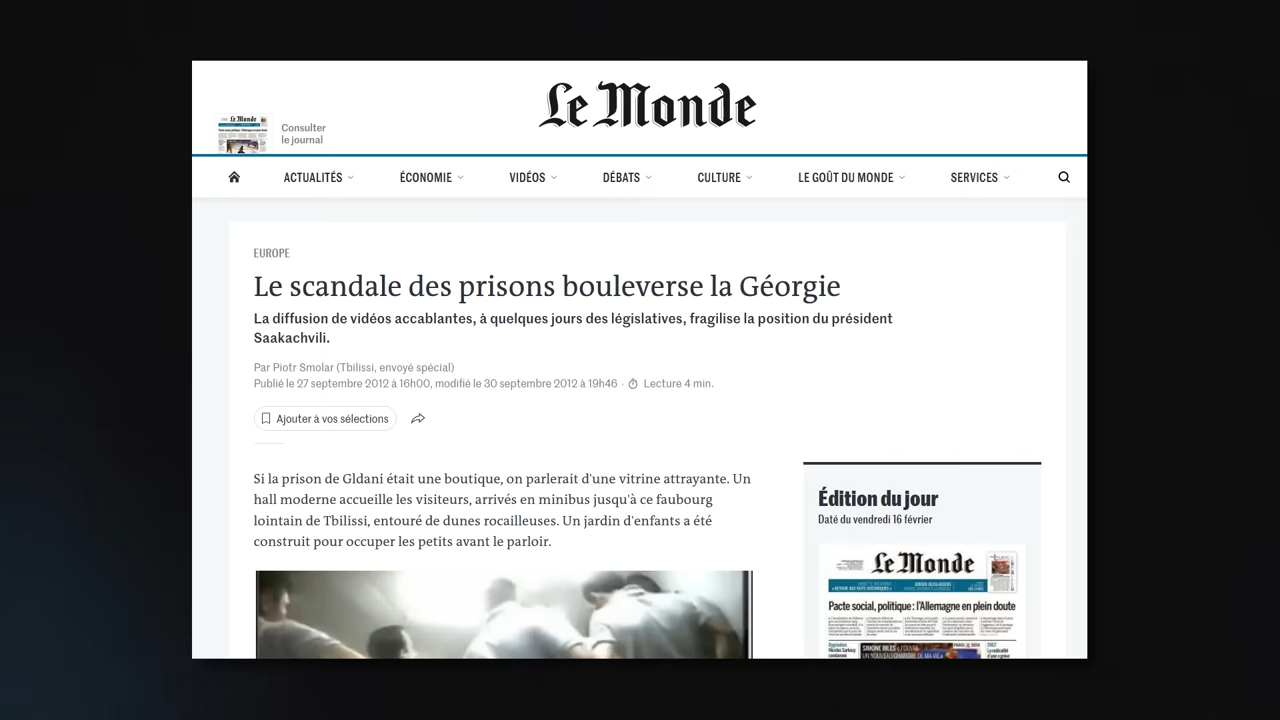 Le Monde
Consulter
le journal
ACTUALITÉS
ÉCONOMIE
VIDÉOS
DÉBATS
CULTURE
LE GOÛT DU MONDE
SERVICES
EUROPE
Le scandale des prisons bouleverse la Géorgie
La diffusion de vidéos accablantes, à quelques jours des législatives, fragilise la position du président
Saakachvili.
Par Piotr Smolar (Tbilissi, envoyé spécial)
Publié le 27 septembre 2012 à 16h00, modifié le 30 septembre 2012 à 19h46 · Lecture 4 min.
Ajouter à vos sélections
Si la prison de Gldani était une boutique, on parlerait d'une vitrine attrayante. Un
hall moderne accueille les visiteurs, arrivés en minibus jusqu'à ce faubourg
lointain de Tbilissi, entouré de dunes rocailleuses. Un jardin d'enfants a été
construit pour occuper les petits avant le parloir.
Édition du jour
Daté du vendredi 16 février
Le Monde
Pacte social, politique : l'Allemagne en plein doute